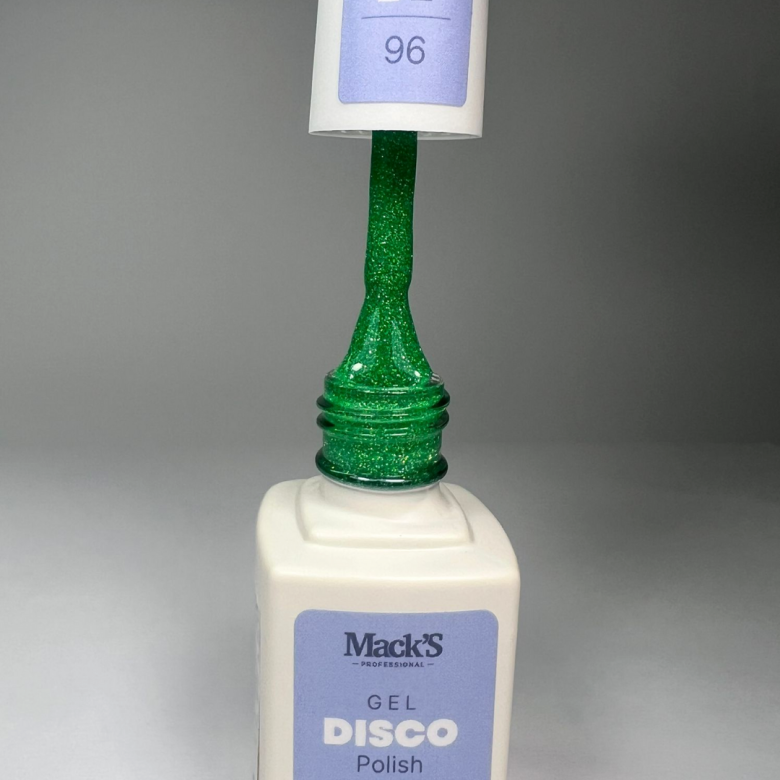 96
Mack'S
PROFESSIONAL
GEL
DISCO
Polish